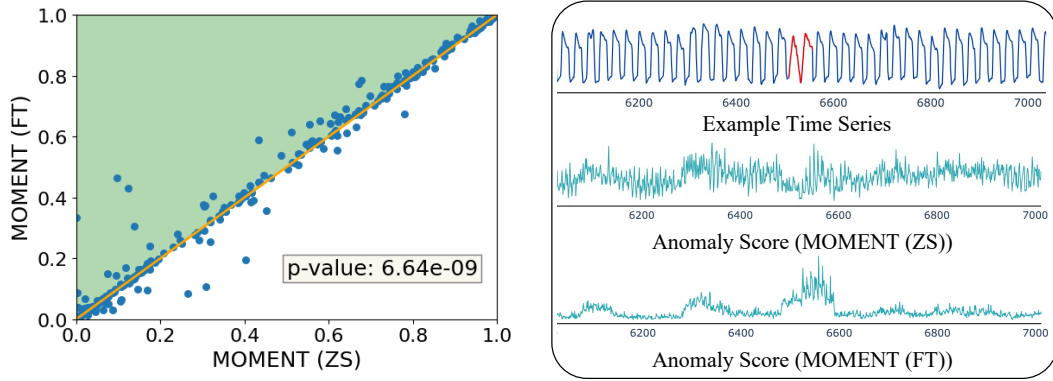 1.0
0.8
0.6
0.4
0.2
0.0
MOMENT (FT)
p-value: 6.64e-09
0.0 0.2 0.4 0.6 0.8 1.0
MOMENT (ZS)
6200 6400 6600 6800 7000
Example Time Series
6200 6400 6600 6800 7000
Anomaly Score (MOMENT (ZS))
6200 6400 6600 6800 7000
Anomaly Score (MOMENT (FT))